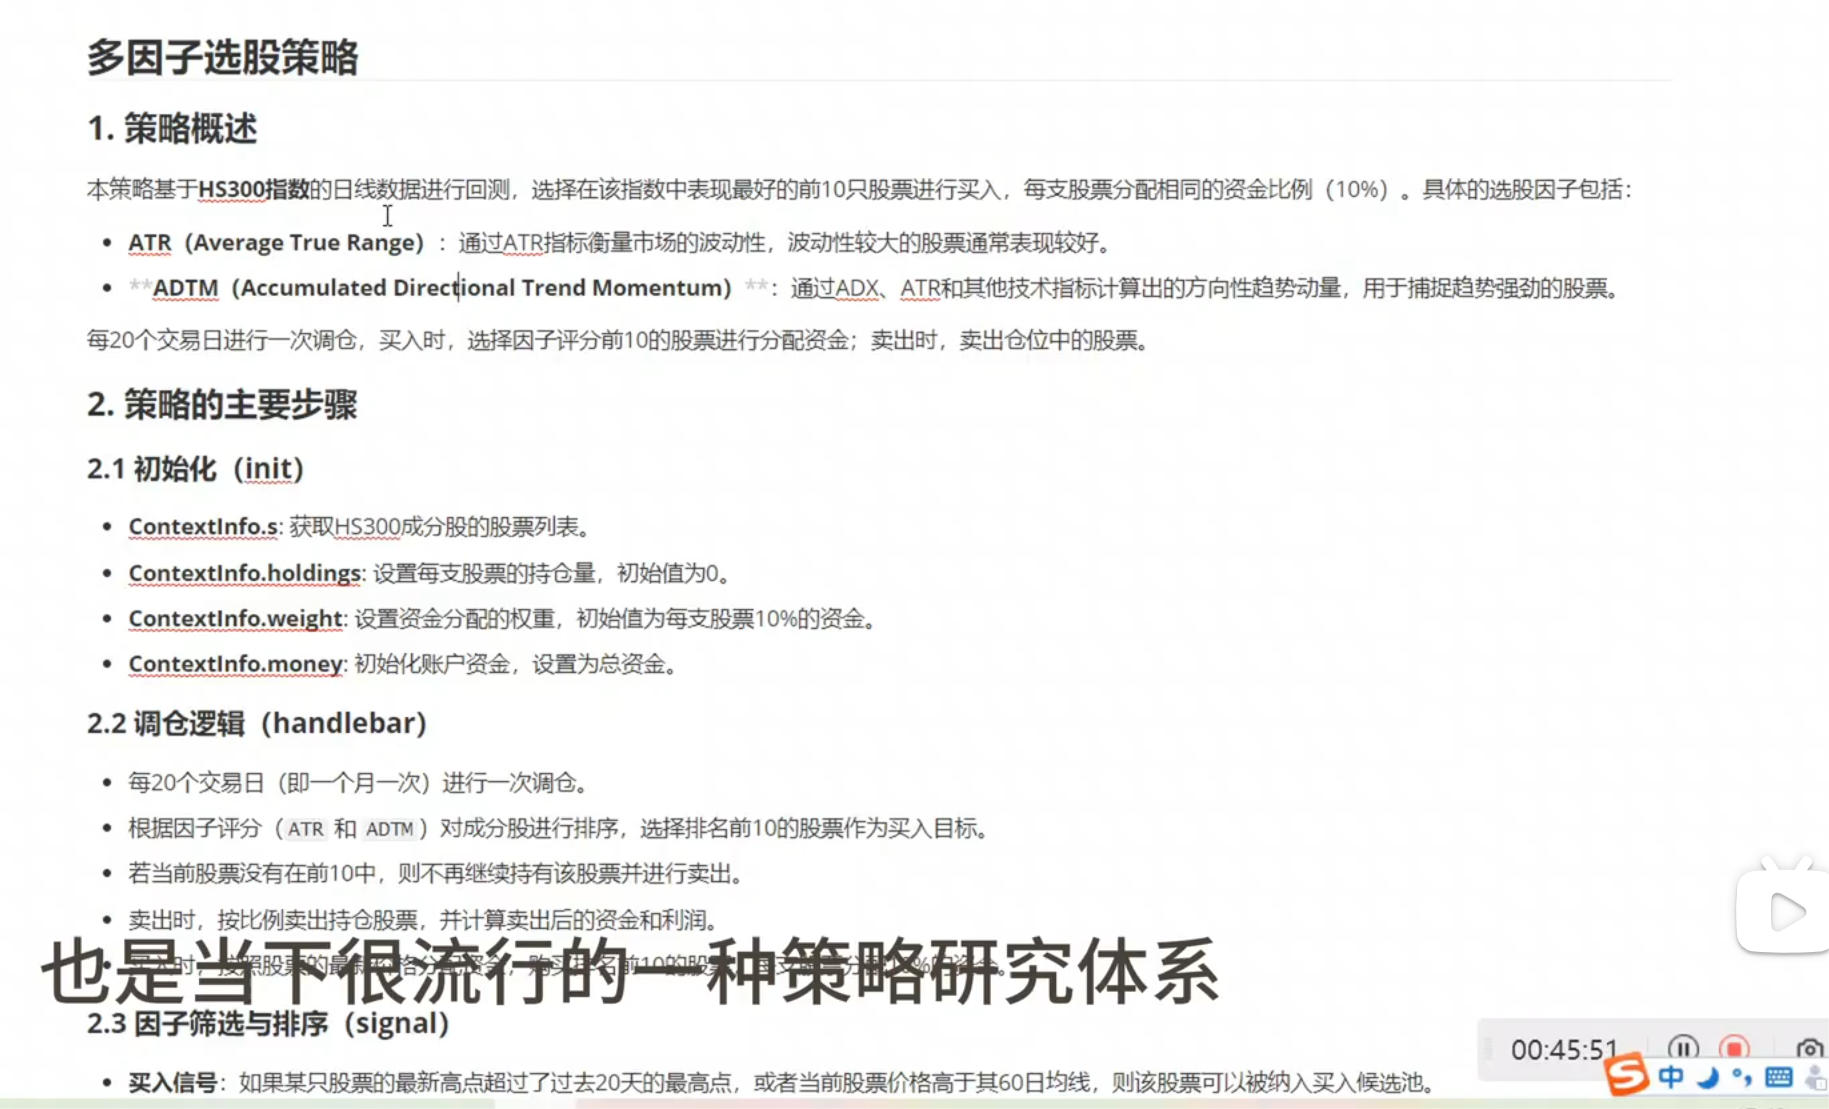 多因子选股策略
1. 策略概述
本策略基于HS300指数的日线数据进行回测，选择在该指数中表现最好的前10只股票进行买入，每支股票分配相同的资金比例（10%）。具体的选股因子包括：
• ATR（Average True Range）：通过ATR指标衡量市场的波动性，波动性较大的股票通常表现较好。
• **ADTM（Accumulated Directional Trend Momentum）**：通过ADX、ATR和其他技术指标计算出的方向性趋势动量，用于捕捉趋势强劲的股票。
每20个交易日进行一次调仓，买入时，选择因子评分前10的股票进行分配资金；卖出时，卖出仓位中的股票。
2. 策略的主要步骤
2.1 初始化（init）
• ContextInfo.s: 获取HS300成分股的股票列表。
• ContextInfo.holdings: 设置每支股票的持仓量，初始值为0。
• ContextInfo.weight: 设置资金分配的权重，初始值为每支股票10%的资金。
• ContextInfo.money: 初始化账户资金，设置为总资金。
2.2 调仓逻辑（handlebar）
• 每20个交易日（即一个月一次）进行一次调仓。
• 根据因子评分（ATR 和 ADTM）对成分股进行排序，选择排名前10的股票作为买入目标。
• 若当前股票没有在前10中，则不再继续持有该股票并进行卖出。
• 卖出时，按比例卖出持仓股票，并计算卖出后的资金和利润。
也是当下很流行的一种策略研究体系
2.3 因子筛选与排序（signal）
00:45:51
中
• 买入信号：如果某只股票的最新高点超过了过去20天的最高点，或者当前股票价格高于其60日均线，则该股票可以被纳入买入候选池。